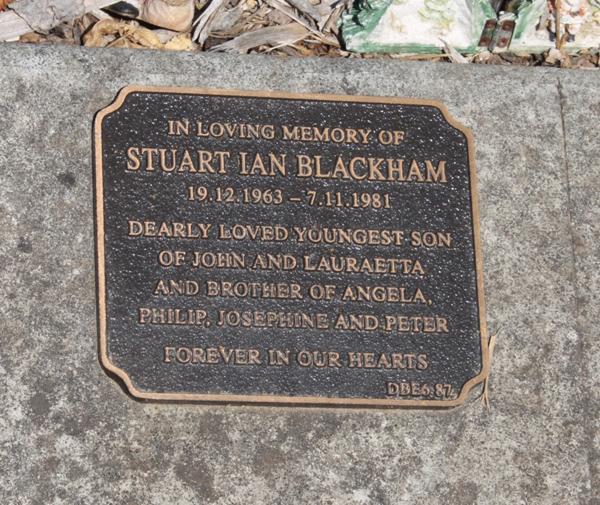 IN LOVING MEMORY OF
STUART IAN BLACKHAM
19.12.1963 – 7.11.1981
DEARLY LOVED YOUNGEST SON
OF JOHN AND LAURAETTA
AND BROTHER OF ANGELA,
PHILIP, JOSEPHINE AND PETER
FOREVER IN OUR HEARTS
DBE6.87.